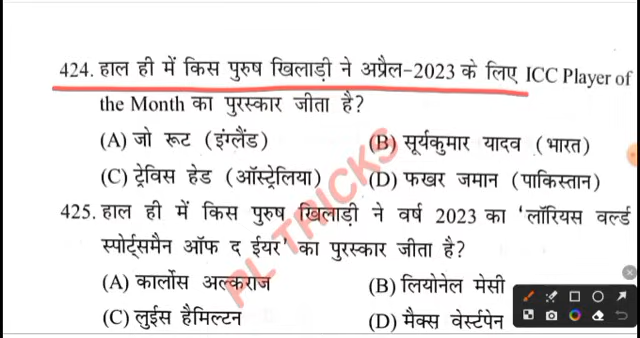 424. हाल ही में किस पुरुष खिलाड़ी ने अप्रैल-2023 के लिए ICC Player of
the Month का पुरस्कार जीता है?
(A) जो रूट (इंग्लैंड) (B) सूर्यकुमार यादव (भारत)
(C) ट्रेविस हेड (ऑस्ट्रेलिया) (D) फखर जमान (पाकिस्तान)
425. हाल ही में किस पुरुष खिलाड़ी ने वर्ष 2023 का 'लॉरियस वर्ल्ड
स्पोर्ट्समैन ऑफ द ईयर' का पुरस्कार जीता है?
(A) कार्लोस अल्कराज (B) लियोनेल मेसी
(C) लुईस हैमिल्टन (D) मैक्स वेर्स्टपेन
PL TRICKS